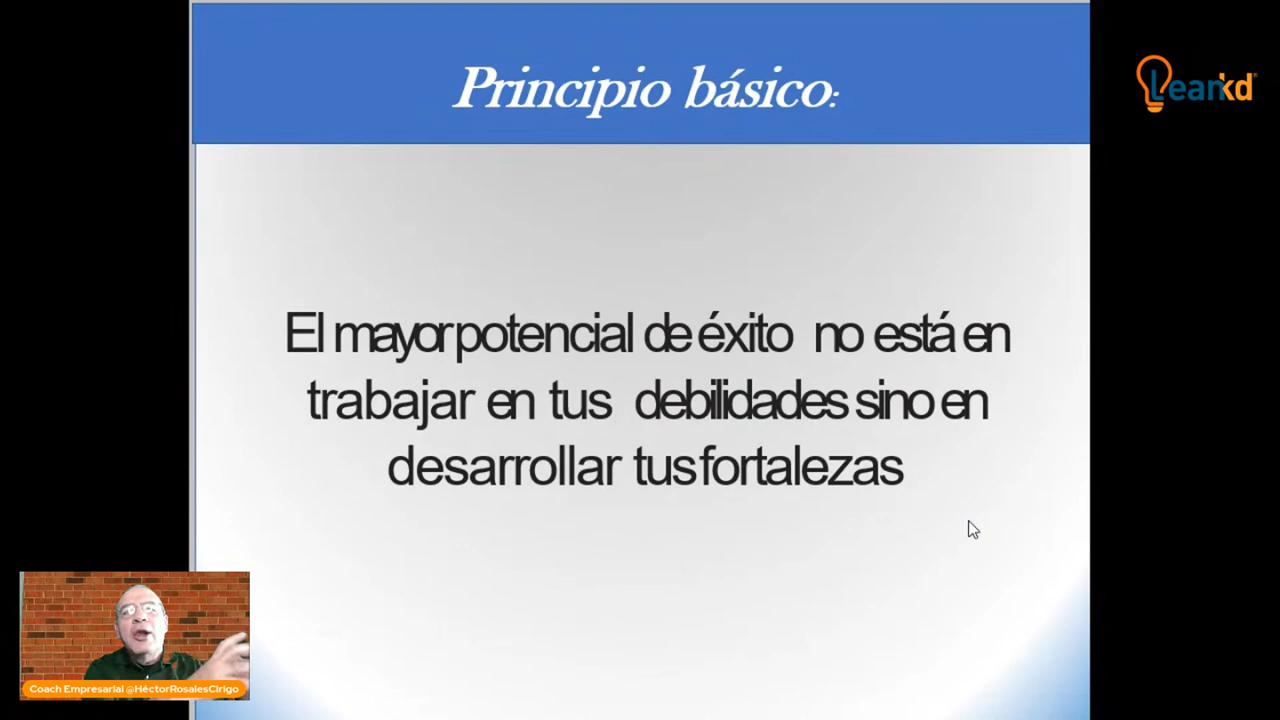 Principio básico:
Leankd
El mayor potencial de éxito no está en
trabajar en tus debilidades sino en
desarrollar tus fortalezas
Coach Empresarial @HéctorRosalesCirigo